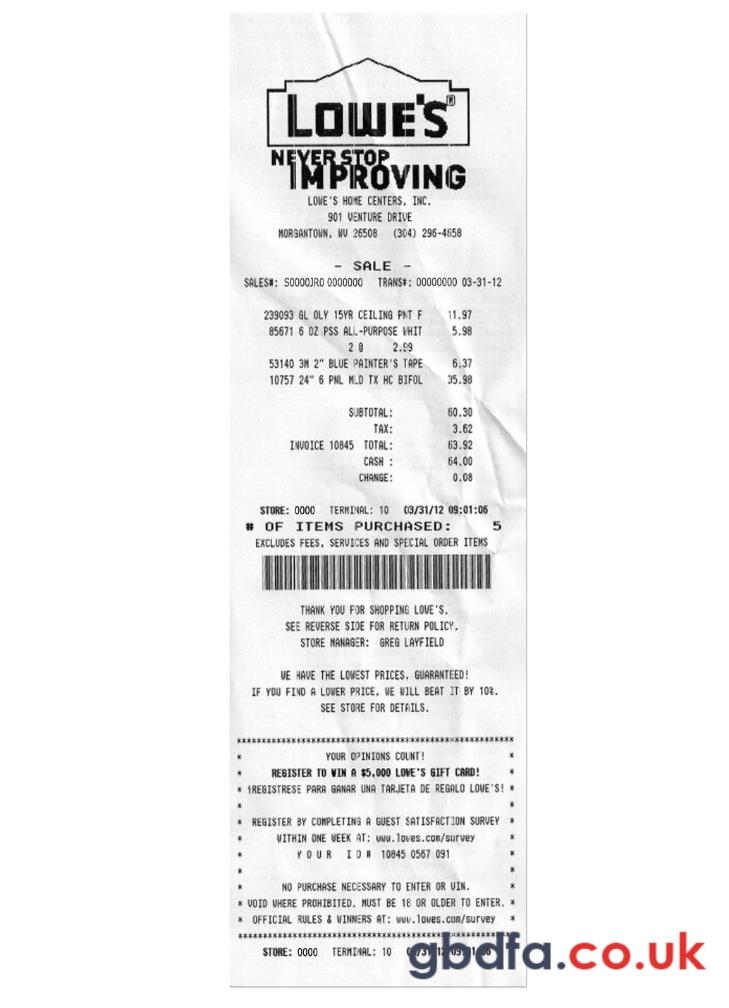 LOWE'S®
NEVER STOP
IMPROVING
LOWE'S HOME CENTERS, INC.
901 VENTURE DRIVE
MORGANTOWN, WV 26508 (304) 296-4658
- SALE -
SALES#: S0000JR0 0000000 TRANS#: 00000000 03-31-12
239093 GL OLY 15YR CEILING PNT F 11.97
85671 6 OZ PSS ALL-PURPOSE WHIT 5.98
2 @ 2.99
53140 3M 2" BLUE PAINTER'S TAPE 6.37
10757 24" 6 PNL MLD TX HC BIFOL 35.98
SUBTOTAL: 60.30
TAX: 3.62
INVOICE 10845 TOTAL: 63.92
CASH : 64.00
CHANGE: 0.08
STORE: 0000 TERMINAL: 10 03/31/12 09:01:06
# OF ITEMS PURCHASED: 5
EXCLUDES FEES, SERVICES AND SPECIAL ORDER ITEMS
THANK YOU FOR SHOPPING LOWE'S.
SEE REVERSE SIDE FOR RETURN POLICY.
STORE MANAGER: GREG LAYFIELD
WE HAVE THE LOWEST PRICES, GUARANTEED!
IF YOU FIND A LOWER PRICE, WE WILL BEAT IT BY 10%.
SEE STORE FOR DETAILS.
* YOUR OPINIONS COUNT! *
* REGISTER TO WIN A $5,000 LOWE'S GIFT CARD! *
* ¡REGISTRESE PARA GANAR UNA TARJETA DE REGALO LOWE'S! *
* REGISTER BY COMPLETING A GUEST SATISFACTION SURVEY *
* WITHIN ONE WEEK AT: www.lowes.com/survey *
* Y O U R I D # 10845 0567 091 *
* NO PURCHASE NECESSARY TO ENTER OR WIN. *
* VOID WHERE PROHIBITED. MUST BE 18 OR OLDER TO ENTER. *
* OFFICIAL RULES & WINNERS AT: www.lowes.com/survey *
STORE: 0000 TERMINAL: 10 03/31/12 09:01:06
gbdfa.co.uk